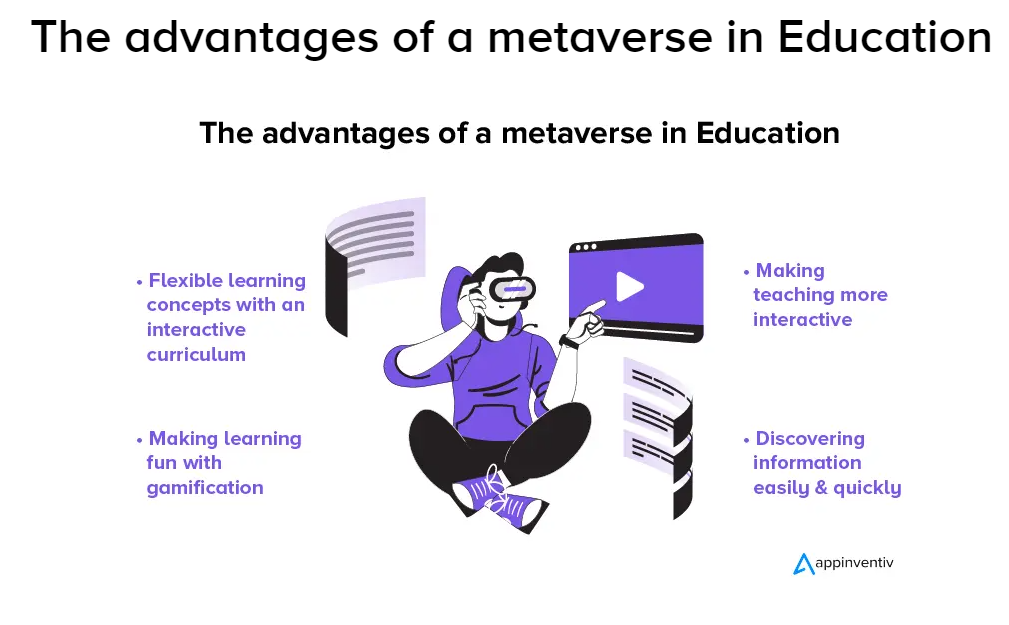 The advantages of a metaverse in Education
The advantages of a metaverse in Education
• Flexible learning
concepts with an
interactive
curriculum
• Making learning
fun with
gamification
• Making
teaching more
interactive
• Discovering
information
easily & quickly
appinventiv